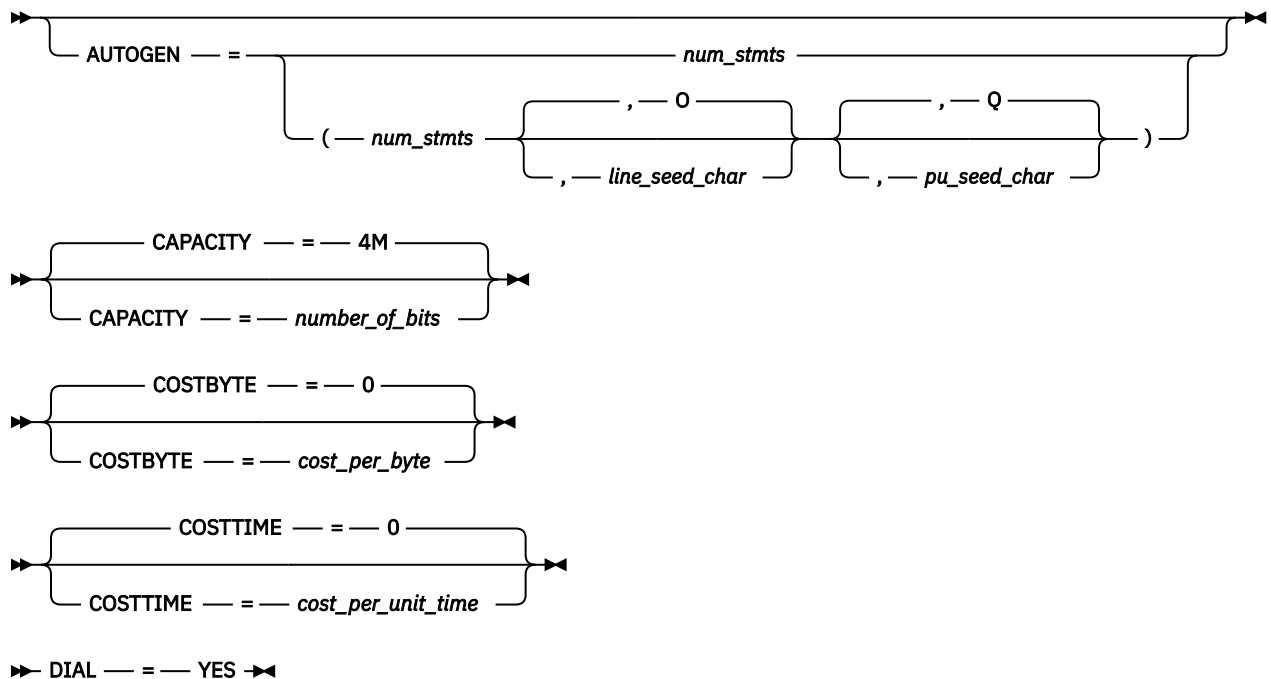 AUTOGEN = num_stmts
, O , Q
( num_stmts )
, line_seed_char , pu_seed_char
CAPACITY = 4M
CAPACITY = number_of_bits
COSTBYTE = 0
COSTBYTE = cost_per_byte
COSTTIME = 0
COSTTIME = cost_per_unit_time
DIAL = YES